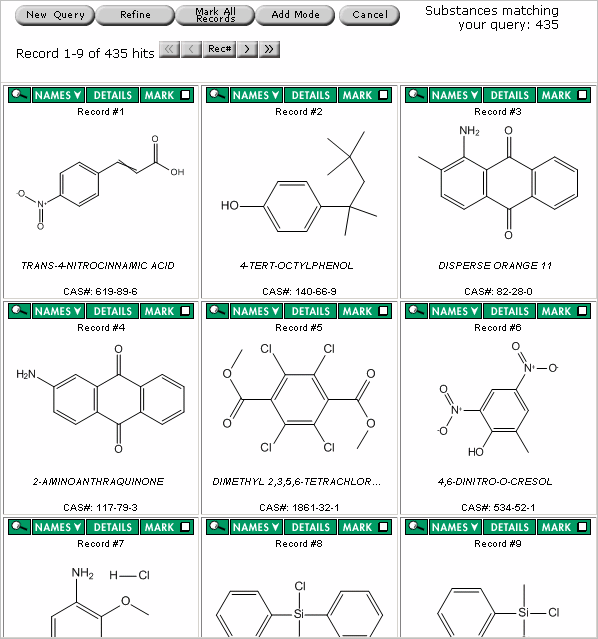 New Query Refine Mark All Records Add Mode Cancel
Substances matching
your query: 435
Record 1-9 of 435 hits Rec#
NAMES DETAILS MARK NAMES DETAILS MARK NAMES DETAILS MARK
Record #1 Record #2 Record #3
O OH -O N+ O
HO
NH2 O O
TRANS-4-NITROCINNAMIC ACID 4-TERT-OCTYLPHENOL DISPERSE ORANGE 11
CAS#: 619-89-6 CAS#: 140-66-9 CAS#: 82-28-0
NAMES DETAILS MARK NAMES DETAILS MARK NAMES DETAILS MARK
Record #4 Record #5 Record #6
H2N O O
Cl Cl O O O O Cl Cl
O N+ O- O N+ -O HO
2-AMINOANTHRAQUINONE DIMETHYL 2,3,5,6-TETRACHLOR... 4,6-DINITRO-O-CRESOL
CAS#: 117-79-3 CAS#: 1861-32-1 CAS#: 534-52-1
NAMES DETAILS MARK NAMES DETAILS MARK NAMES DETAILS MARK
Record #7 Record #8 Record #9
NH2 H Cl O
Cl Si
Si Cl